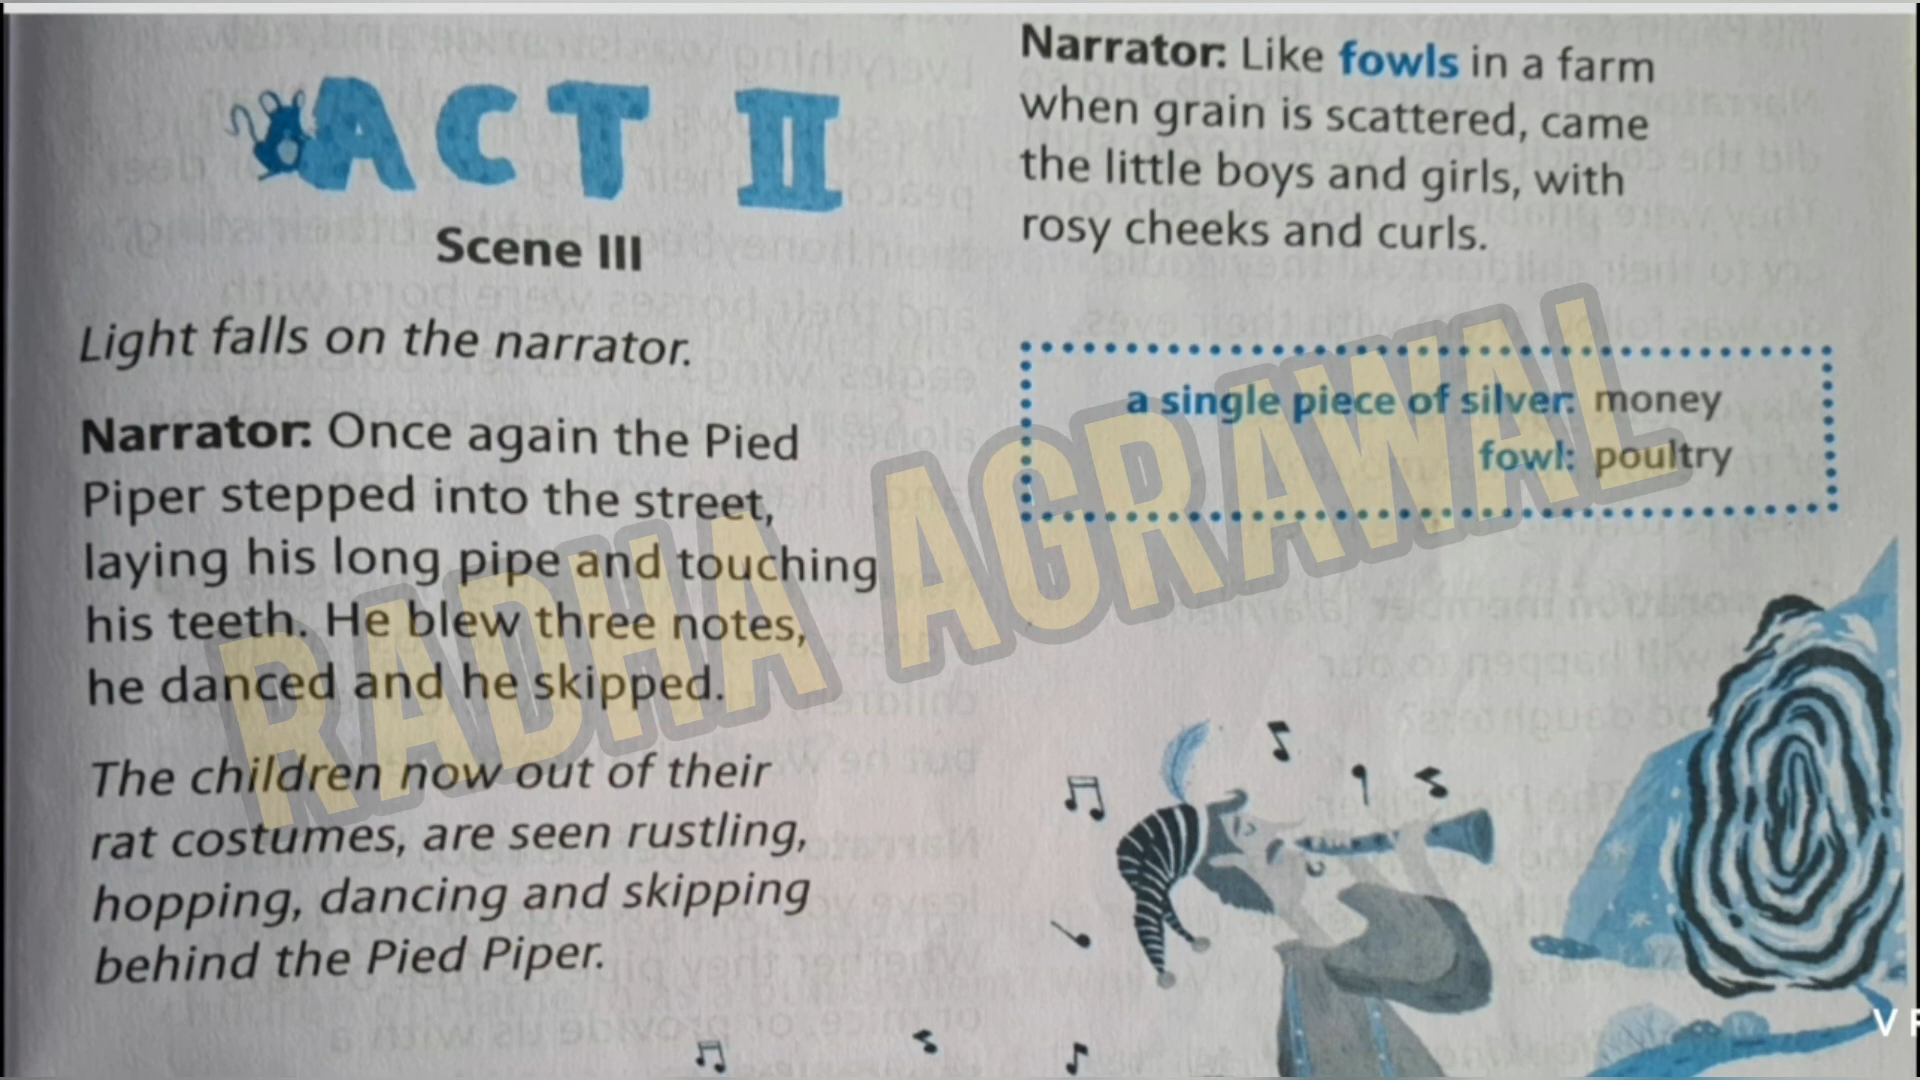 ACT II
Scene III
Light falls on the narrator.
Narrator: Once again the Pied
Piper stepped into the street,
laying his long pipe and touching
his teeth. He blew three notes,
he danced and he skipped.
The children now out of their
rat costumes, are seen rustling,
hopping, dancing and skipping
behind the Pied Piper.
Narrator: Like fowls in a farm
when grain is scattered, came
the little boys and girls, with
rosy cheeks and curls.
a single piece of silver: money
fowl: poultry
RADHA AGRAWAL